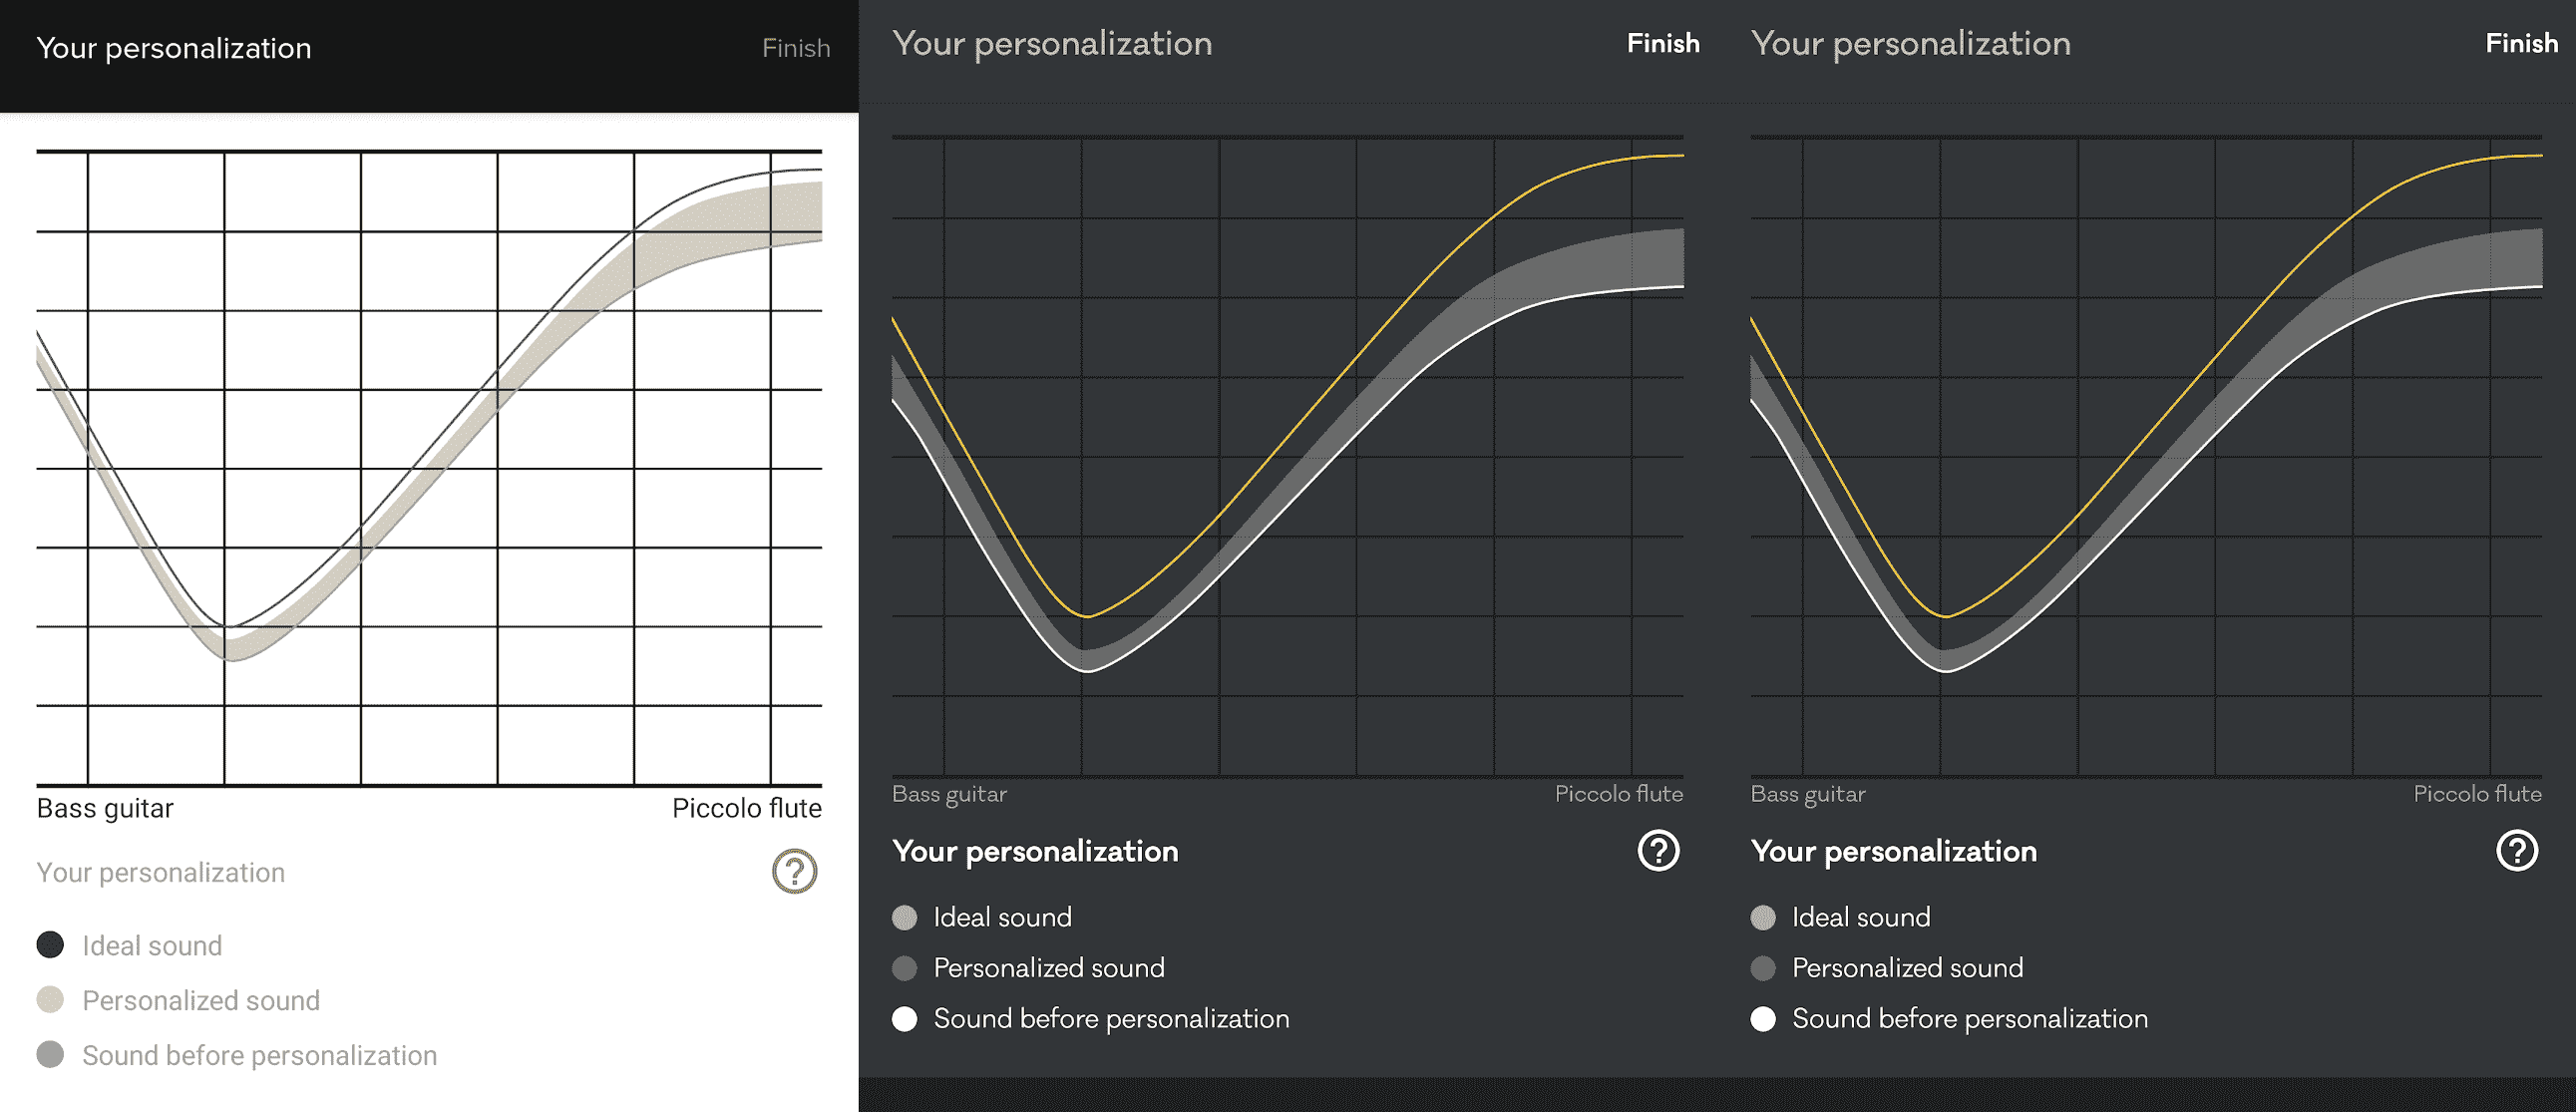 Your personalization
Finish
Bass guitar
Piccolo flute
Your personalization
?
Ideal sound
Personalized sound
Sound before personalization
Your personalization
Finish
Bass guitar
Piccolo flute
Your personalization
?
Ideal sound
Personalized sound
Sound before personalization
Your personalization
Finish
Bass guitar
Piccolo flute
Your personalization
?
Ideal sound
Personalized sound
Sound before personalization